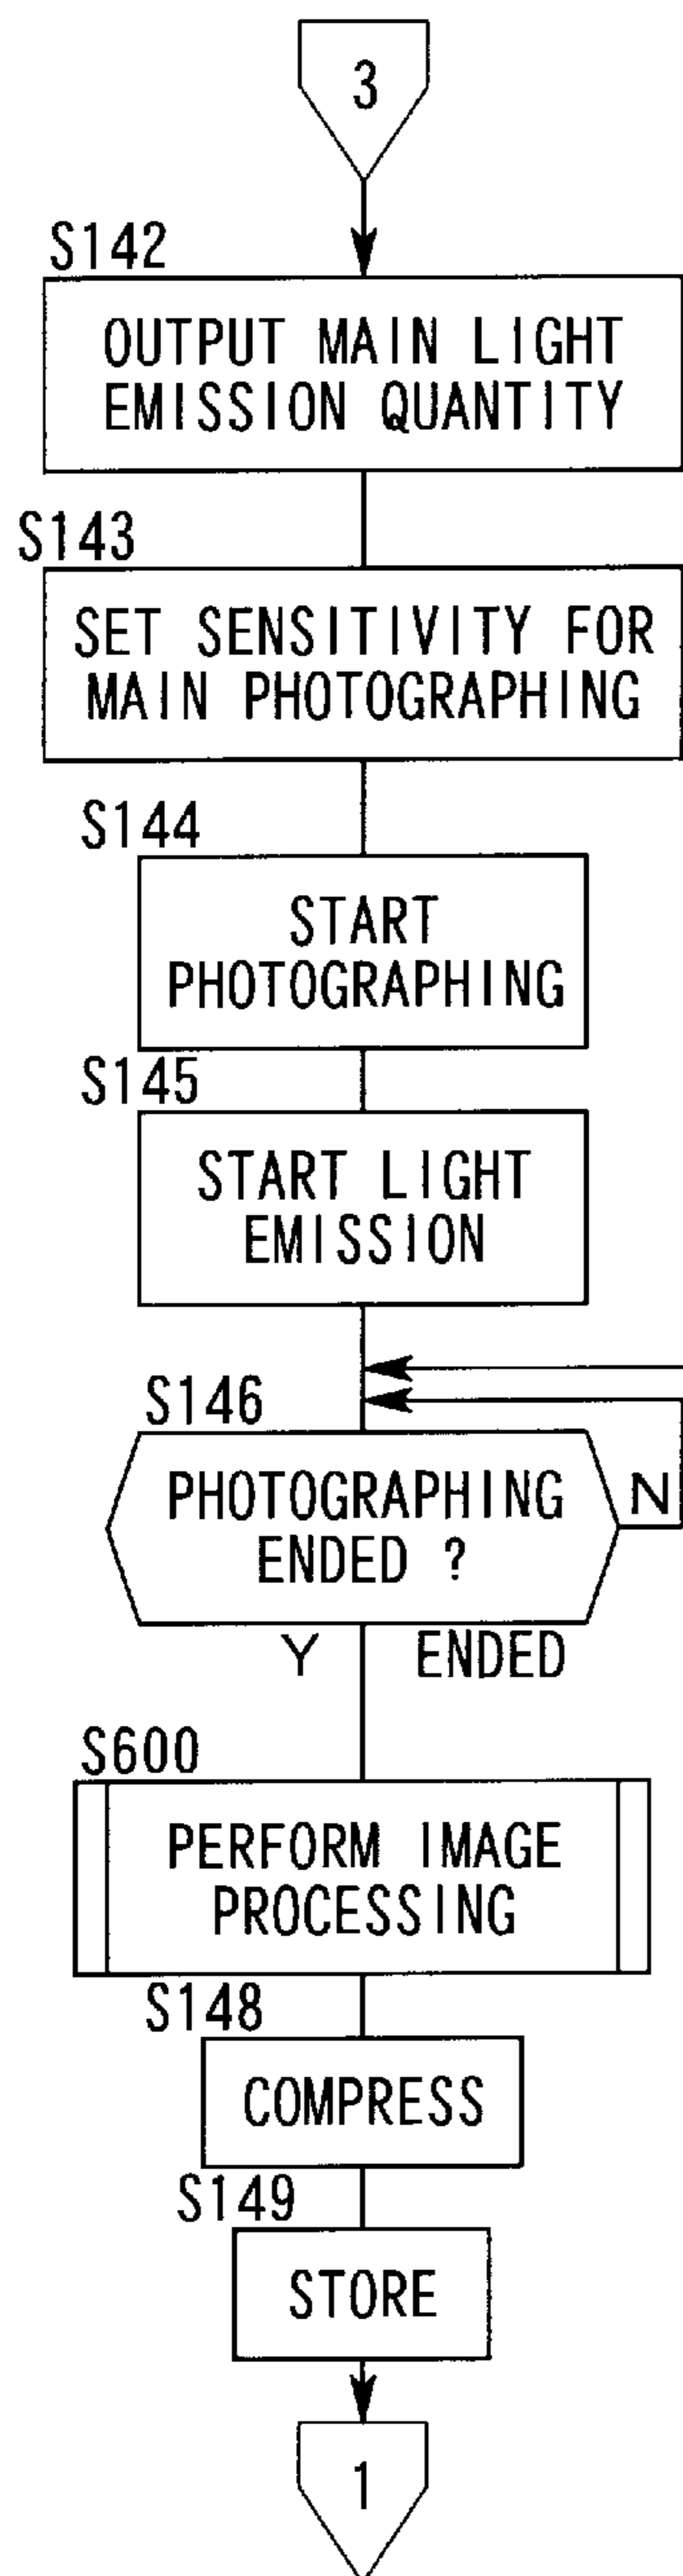 3
S142
OUTPUT MAIN LIGHT
EMISSION QUANTITY
S143
SET SENSITIVITY FOR
MAIN PHOTOGRAPHING
S144
START
PHOTOGRAPHING
S145
START LIGHT
EMISSION
S146
PHOTOGRAPHING
ENDED ?
N
Y ENDED
S600
PERFORM IMAGE
PROCESSING
S148
COMPRESS
S149
STORE
1